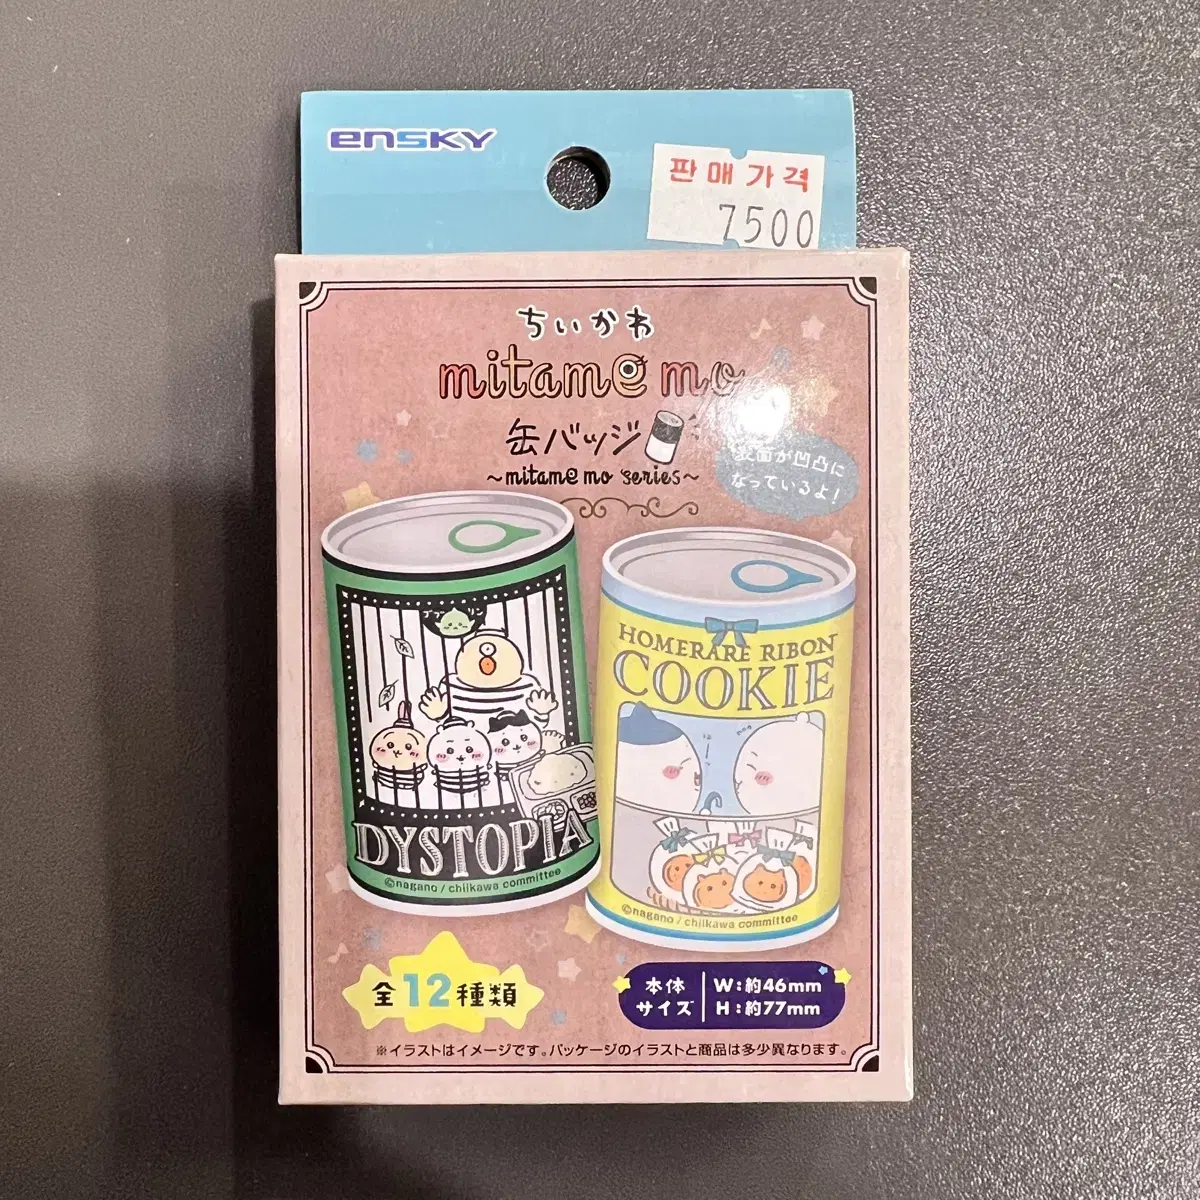 ensky
판매가격
7500
ちいかわ
mitame mo
缶バッジ
~mitame mo series~
表面が凹凸に
なっているよ!
HOMERARE RIBON
COOKIE
DYSTOPIA
©nagano / chiikawa committee
©nagano / chiikawa committee
全12種類
本体
サイズ
W:約46mm
H:約77mm
※イラストはイメージです。パッケージのイラストと商品は多少異なります。